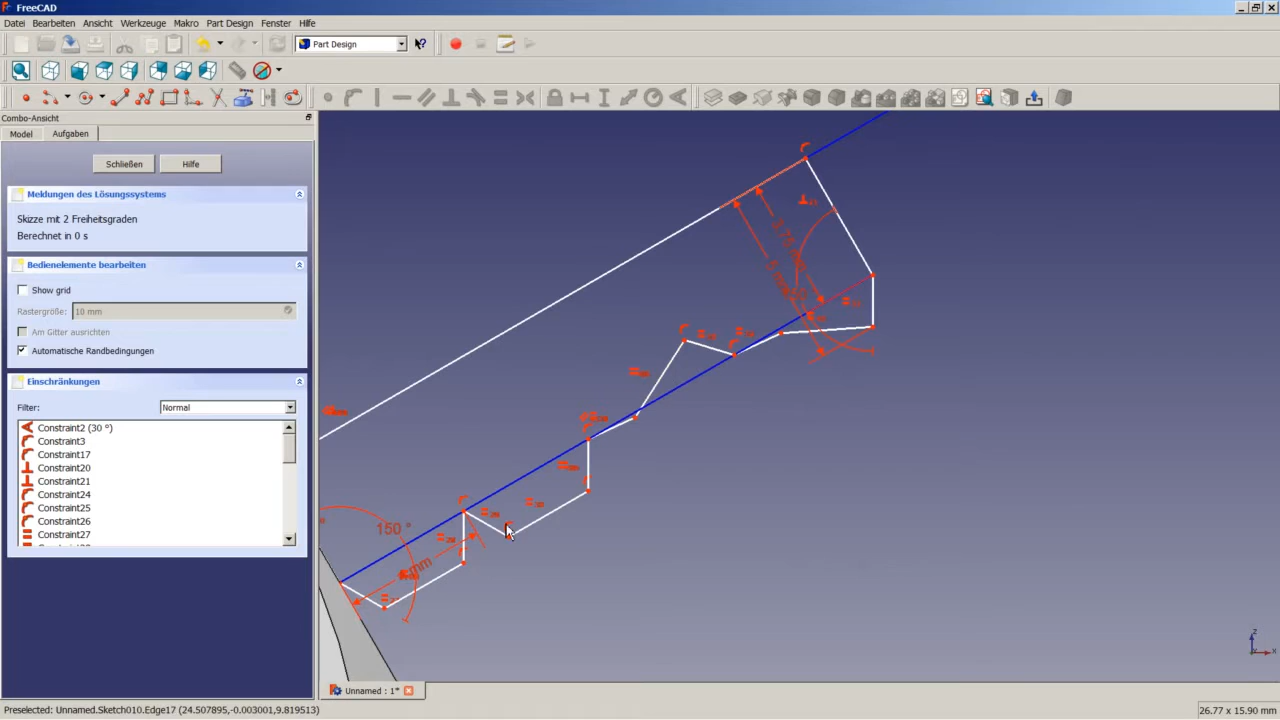 FreeCAD
Datei Bearbeiten Ansicht Werkzeuge Makro Part Design Fenster Hilfe
Part Design
Combo-Ansicht
Model Aufgaben
Schließen Hilfe
Meldungen des Lösungssystems
Skizze mit 2 Freiheitsgraden
Berechnet in 0 s
Bedienelemente bearbeiten
Show grid
Rastergröße: 10 mm
Am Gitter ausrichten
Automatische Randbedingungen
Einschränkungen
Filter: Normal
Constraint2 (30 °)
Constraint3
Constraint17
Constraint20
Constraint21
Constraint24
Constraint25
Constraint26
Constraint27
150 °
mm
z
x
Unnamed : 1*
Preselected: Unnamed.Sketch010.Edge17 (24.507895,-0.003001,9.819513)
26.77 x 15.90 mm